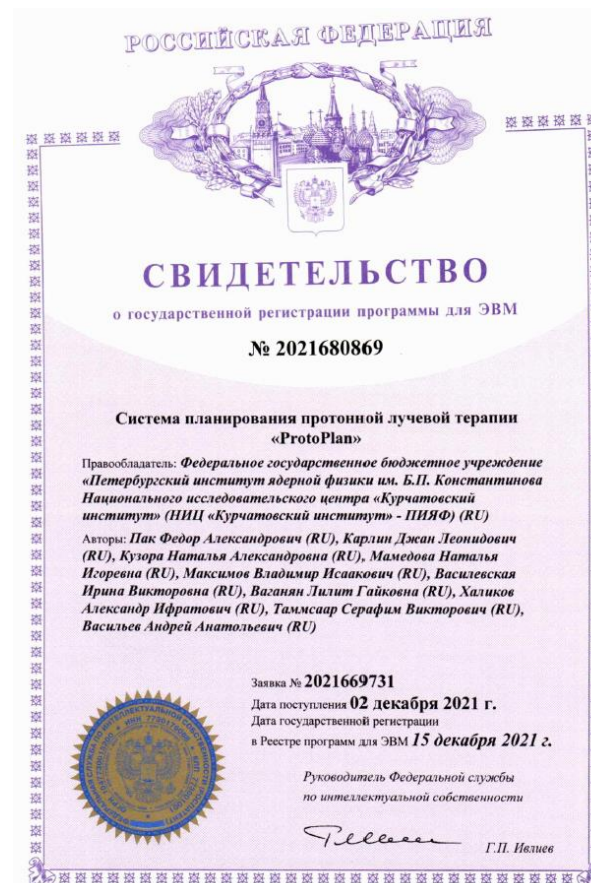 РОССИЙСКАЯ ФЕДЕРАЦИЯ
СВИДЕТЕЛЬСТВО
о государственной регистрации программы для ЭВМ
№ 2021680869
Система планирования протонной лучевой терапии
«ProtoPlan»
Правообладатель: Федеральное государственное бюджетное учреждение
«Петербургский институт ядерной физики им. Б.П. Константинова
Национального исследовательского центра «Курчатовский
институт» (НИЦ «Курчатовский институт» - ПИЯФ) (RU)
Авторы: Пак Федор Александрович (RU), Карлин Джан Леонидович
(RU), Кузора Наталья Александровна (RU), Мамедова Наталья
Игоревна (RU), Максимов Владимир Исаакович (RU), Василевская
Ирина Викторовна (RU), Ваганян Лилит Гайковна (RU), Халиков
Александр Ифратович (RU), Таммсаар Серафим Викторович (RU),
Васильев Андрей Анатольевич (RU)
Заявка № 2021669731
Дата поступления 02 декабря 2021 г.
Дата государственной регистрации
в Реестре программ для ЭВМ 15 декабря 2021 г.
Руководитель Федеральной службы
по интеллектуальной собственности
Г.П. Ивлиев